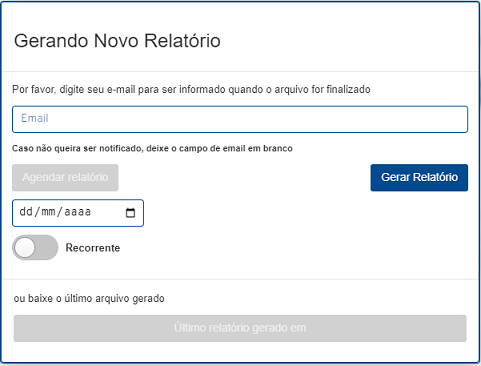 Gerando Novo Relatório
Por favor, digite seu e-mail para ser informado quando o arquivo for finalizado
Email
Caso não queira ser notificado, deixe o campo de email em branco
Agendar relatório
Gerar Relatório
dd/mm/aaaa
Recorrente
ou baixe o último arquivo gerado
Último relatório gerado em